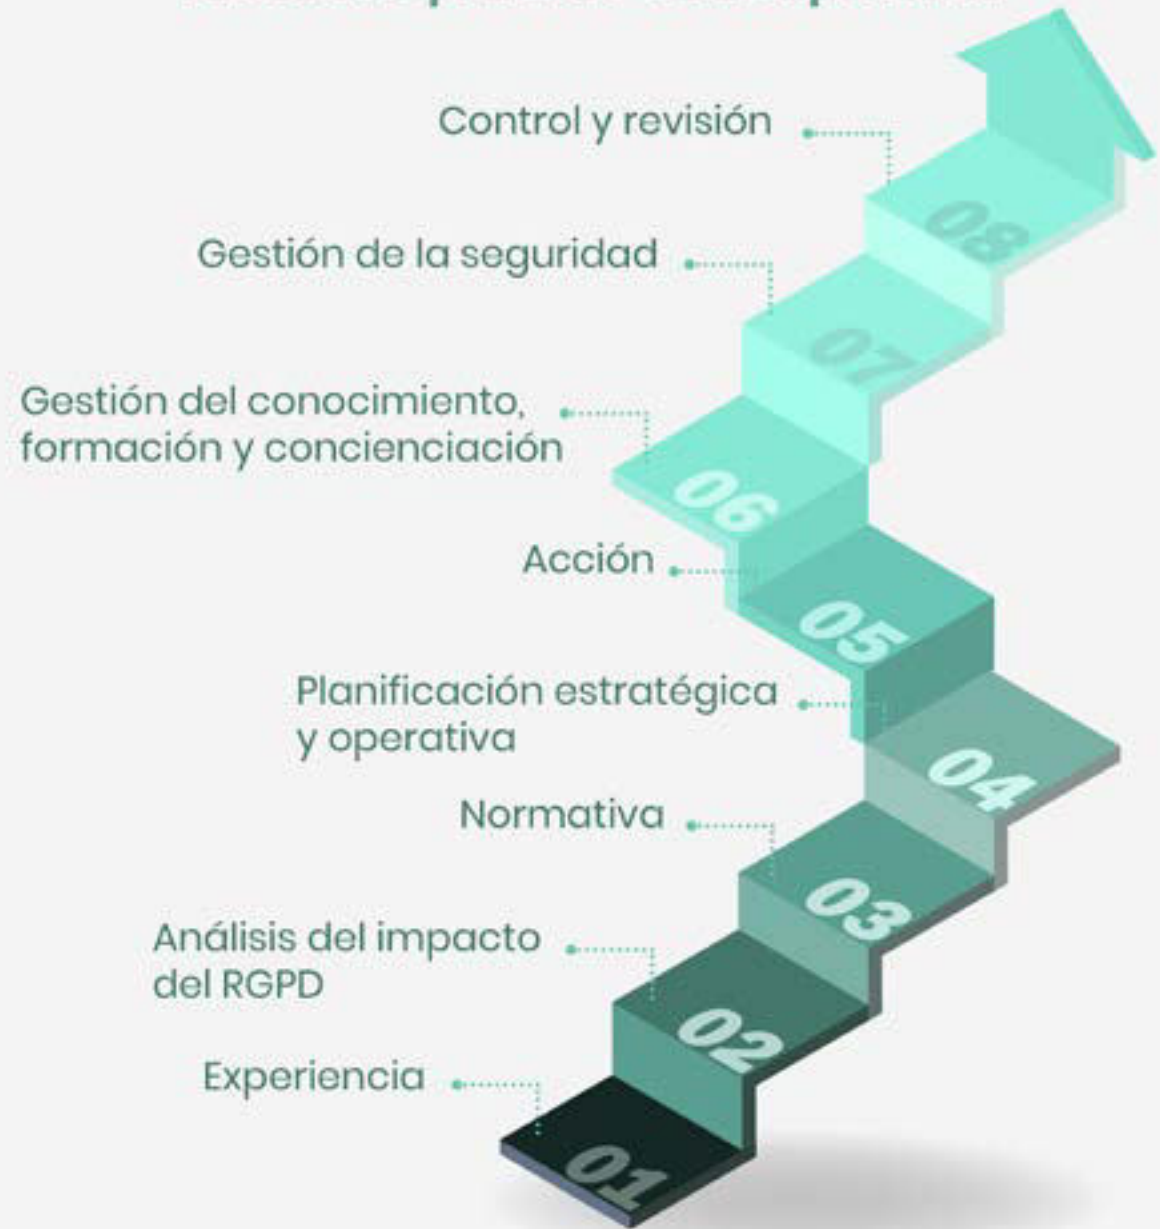 Control y revisión
08
Gestión de la seguridad
07
Gestión del conocimiento,
formación y concienciación
06
Acción
05
Planificación estratégica
y operativa
04
Normativa
03
Análisis del impacto
del RGPD
02
Experiencia
01